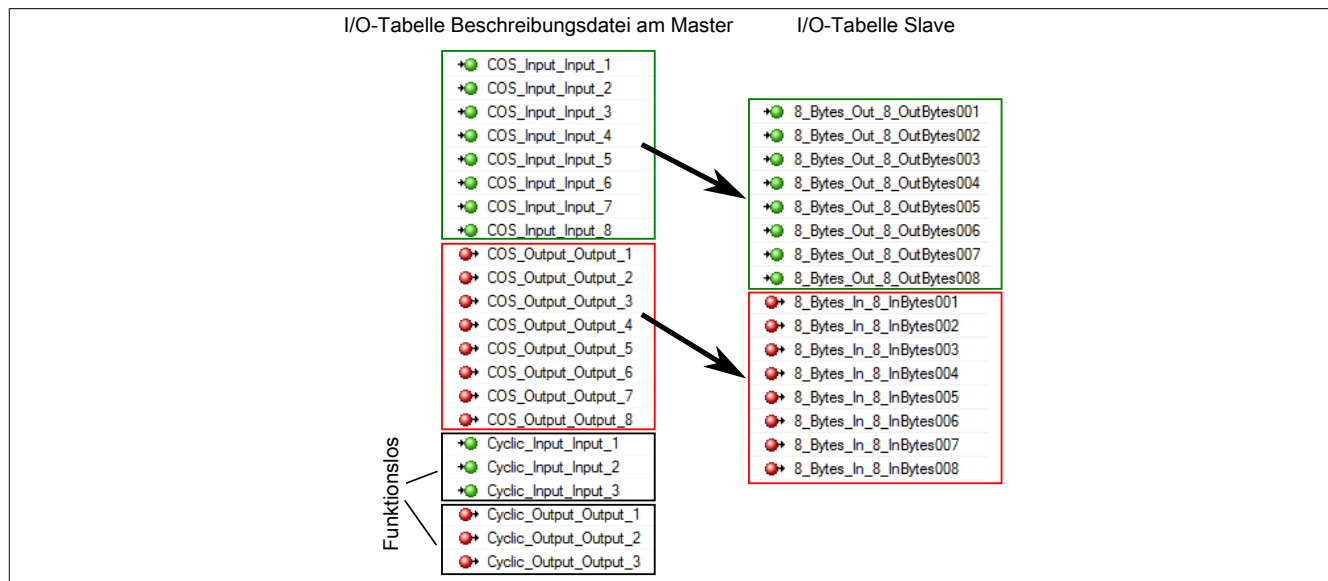 I/O-Tabelle Beschreibungsdatei am Master
COS_Input_Input_1
COS_Input_Input_2
COS_Input_Input_3
COS_Input_Input_4
COS_Input_Input_5
COS_Input_Input_6
COS_Input_Input_7
COS_Input_Input_8
COS_Output_Output_1
COS_Output_Output_2
COS_Output_Output_3
COS_Output_Output_4
COS_Output_Output_5
COS_Output_Output_6
COS_Output_Output_7
COS_Output_Output_8
Funktionslos
Cyclic_Input_Input_1
Cyclic_Input_Input_2
Cyclic_Input_Input_3
Cyclic_Output_Output_1
Cyclic_Output_Output_2
Cyclic_Output_Output_3
I/O-Tabelle Slave
8_Bytes_Out_8_OutBytes001
8_Bytes_Out_8_OutBytes002
8_Bytes_Out_8_OutBytes003
8_Bytes_Out_8_OutBytes004
8_Bytes_Out_8_OutBytes005
8_Bytes_Out_8_OutBytes006
8_Bytes_Out_8_OutBytes007
8_Bytes_Out_8_OutBytes008
8_Bytes_In_8_InBytes001
8_Bytes_In_8_InBytes002
8_Bytes_In_8_InBytes003
8_Bytes_In_8_InBytes004
8_Bytes_In_8_InBytes005
8_Bytes_In_8_InBytes006
8_Bytes_In_8_InBytes007
8_Bytes_In_8_InBytes008